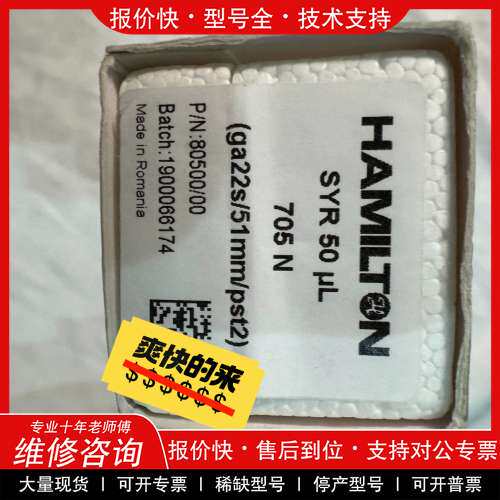 报价快 · 型号全 · 技术支持
HAMILTON
SYR 50 µL
705 N
(ga22s/51mm/pst2)
P/N:80500/00
Batch:1900066174
Made in Romania
爽快的来
$$$$$$
专业十年老师傅
维修咨询
报价快 · 售后到位 · 支持对公专票
大量现货 | 可开专票 | 稀缺型号 | 停产型号 | 可开普票